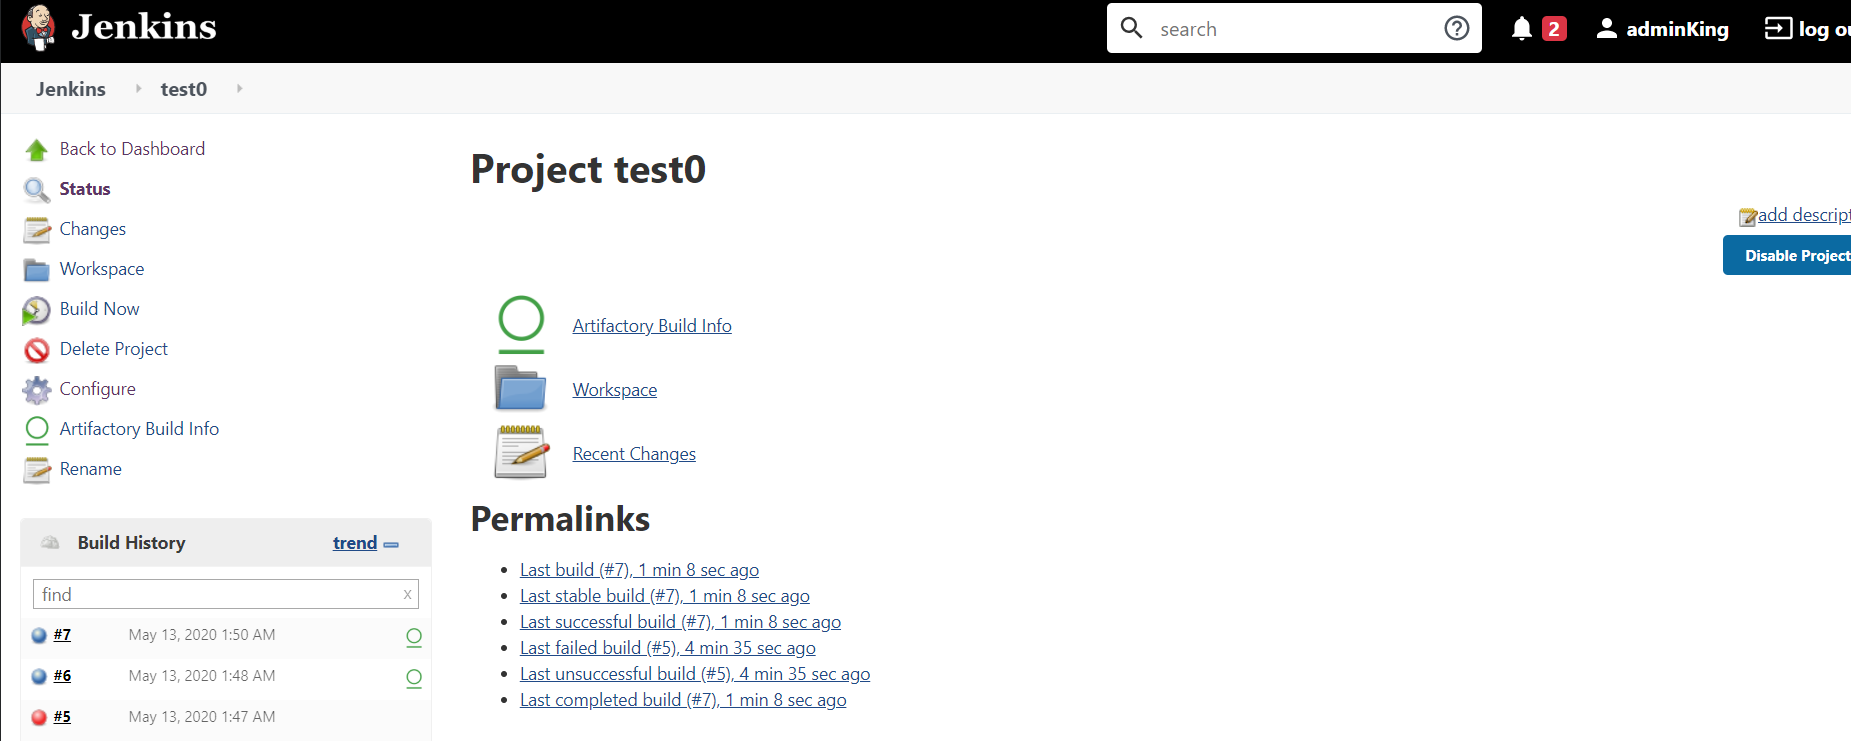 Jenkins
search
2
adminKing
log ou
Jenkins
test0
Back to Dashboard
Status
Changes
Workspace
Build Now
Delete Project
Configure
Artifactory Build Info
Rename
Build History
trend
find
x
#7
May 13, 2020 1:50 AM
#6
May 13, 2020 1:48 AM
#5
May 13, 2020 1:47 AM
Project test0
add descript
Disable Project
Artifactory Build Info
Workspace
Recent Changes
Permalinks
Last build (#7), 1 min 8 sec ago
Last stable build (#7), 1 min 8 sec ago
Last successful build (#7), 1 min 8 sec ago
Last failed build (#5), 4 min 35 sec ago
Last unsuccessful build (#5), 4 min 35 sec ago
Last completed build (#7), 1 min 8 sec ago